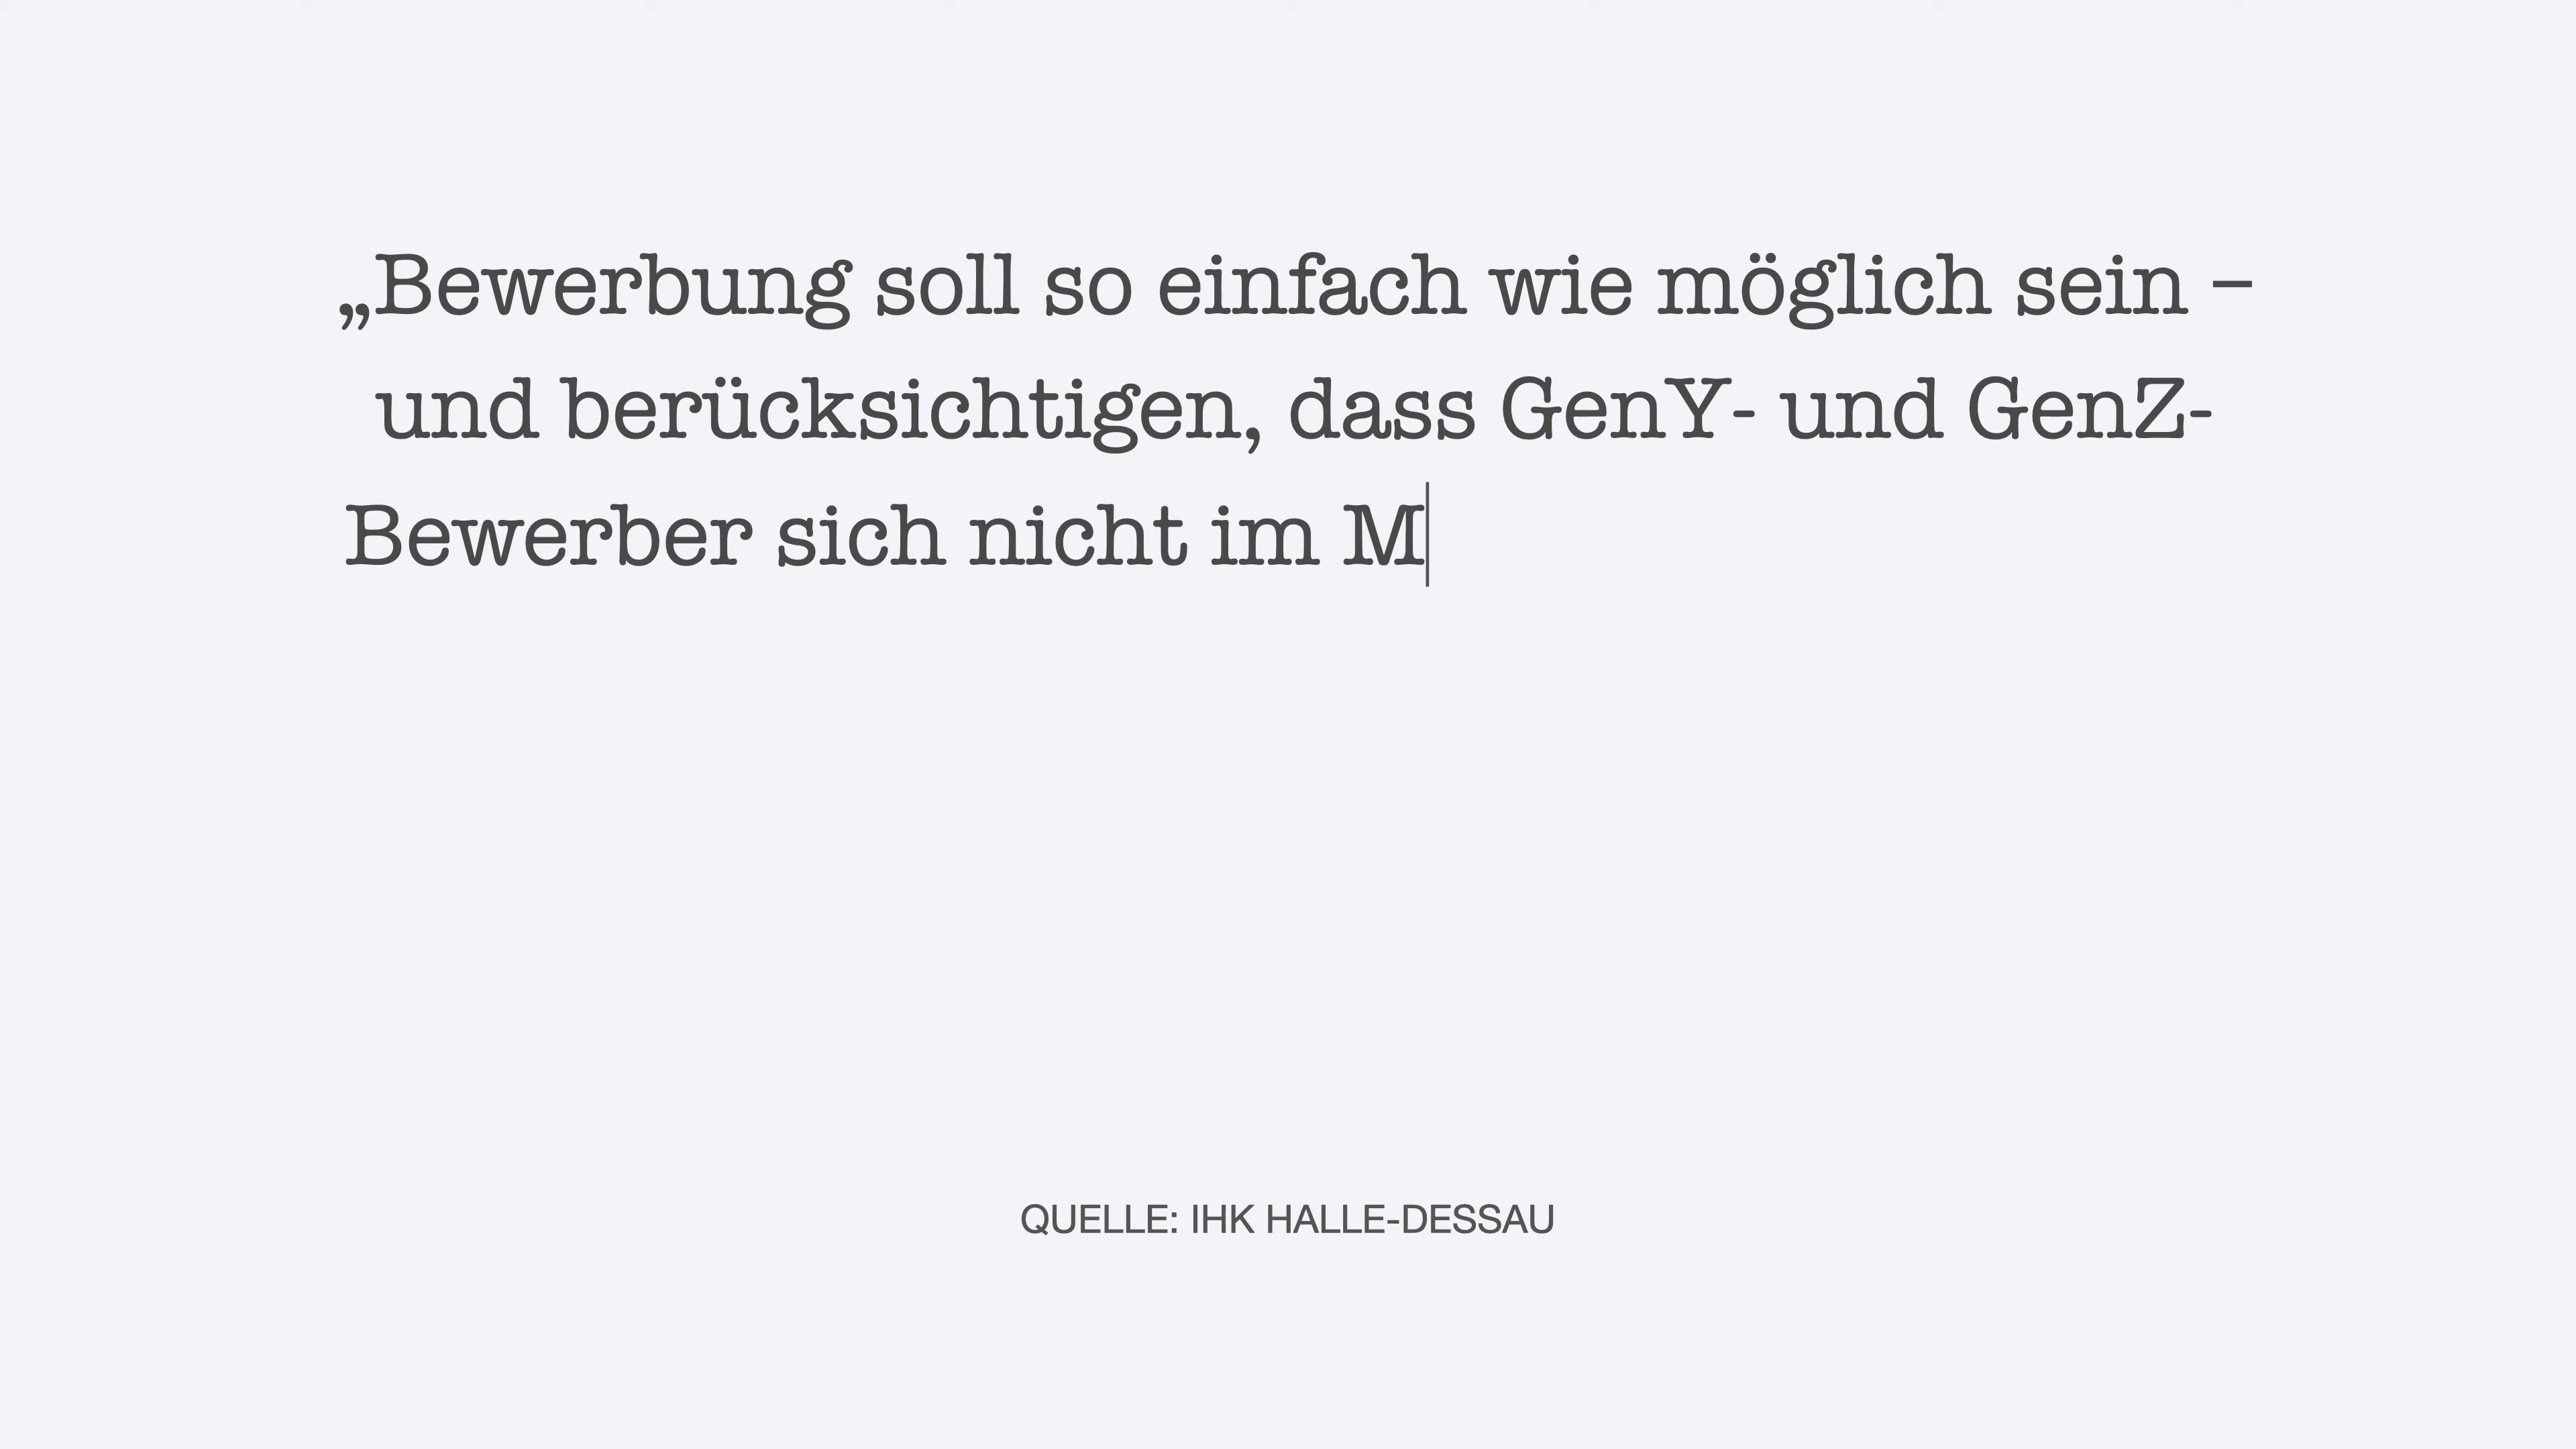 „Bewerbung soll so einfach wie möglich sein –
und berücksichtigen, dass GenY- und GenZ-
Bewerber sich nicht im M
QUELLE: IHK HALLE-DESSAU